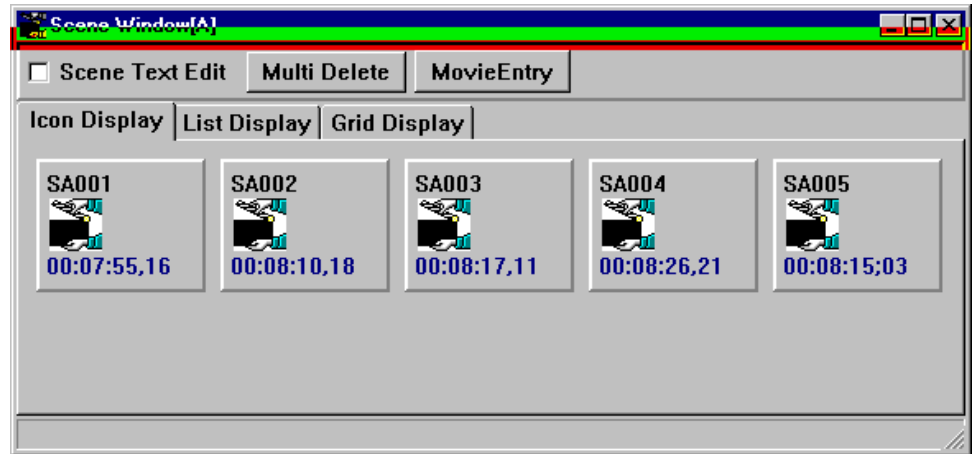 Scene Window[A]
Scene Text Edit Multi Delete MovieEntry
Icon Display List Display Grid Display
SA001 SA002 SA003 SA004 SA005
00:07:55,16 00:08:10,18 00:08:17,11 00:08:26,21 00:08:15;03